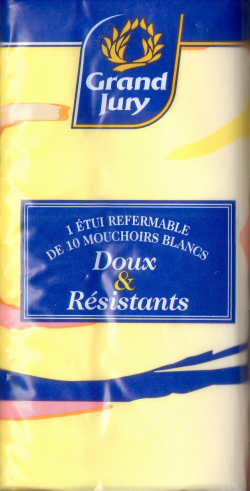 Grand
Jury
1 ÉTUI REFERMABLE
DE 10 MOUCHOIRS BLANCS
Doux
&
Résistants